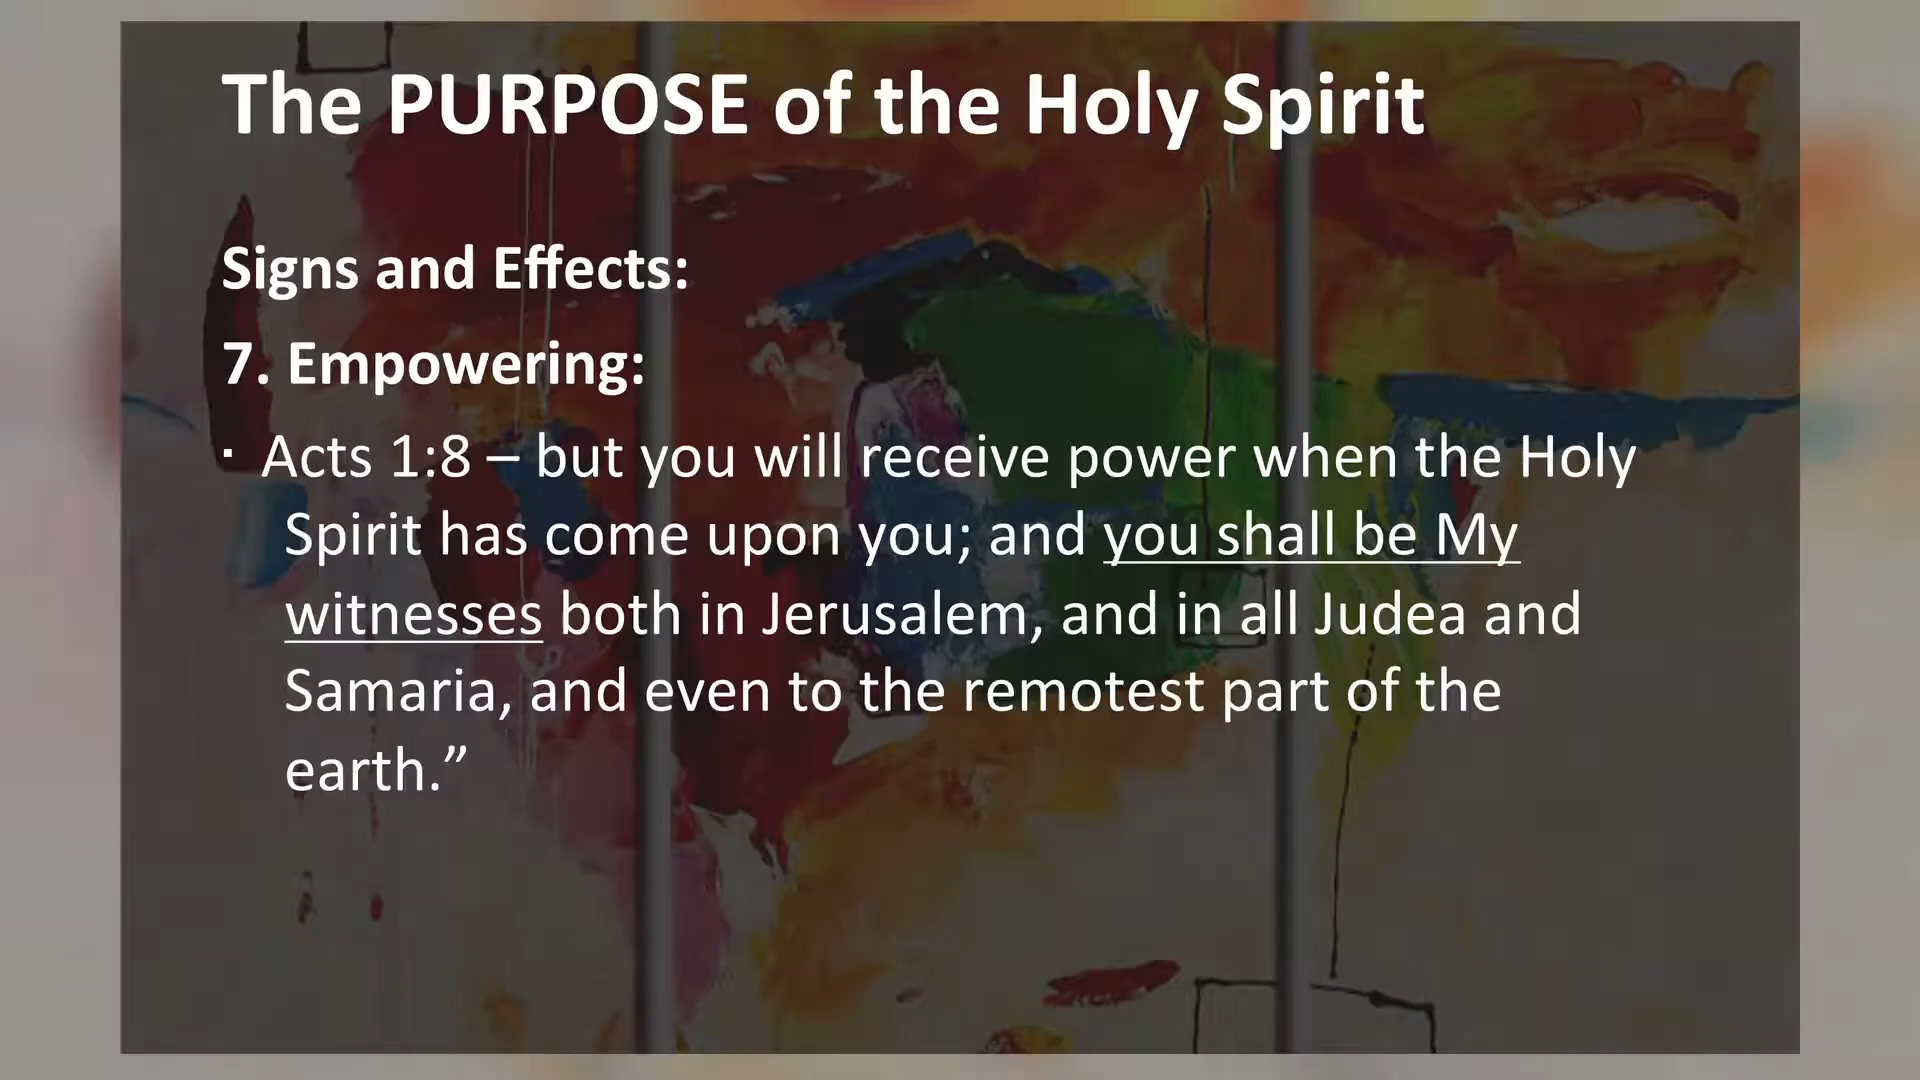 The PURPOSE of the Holy Spirit
Signs and Effects:
7. Empowering:
▪ Acts 1:8 – but you will receive power when the Holy
Spirit has come upon you; and you shall be My
witnesses both in Jerusalem, and in all Judea and
Samaria, and even to the remotest part of the
earth.”